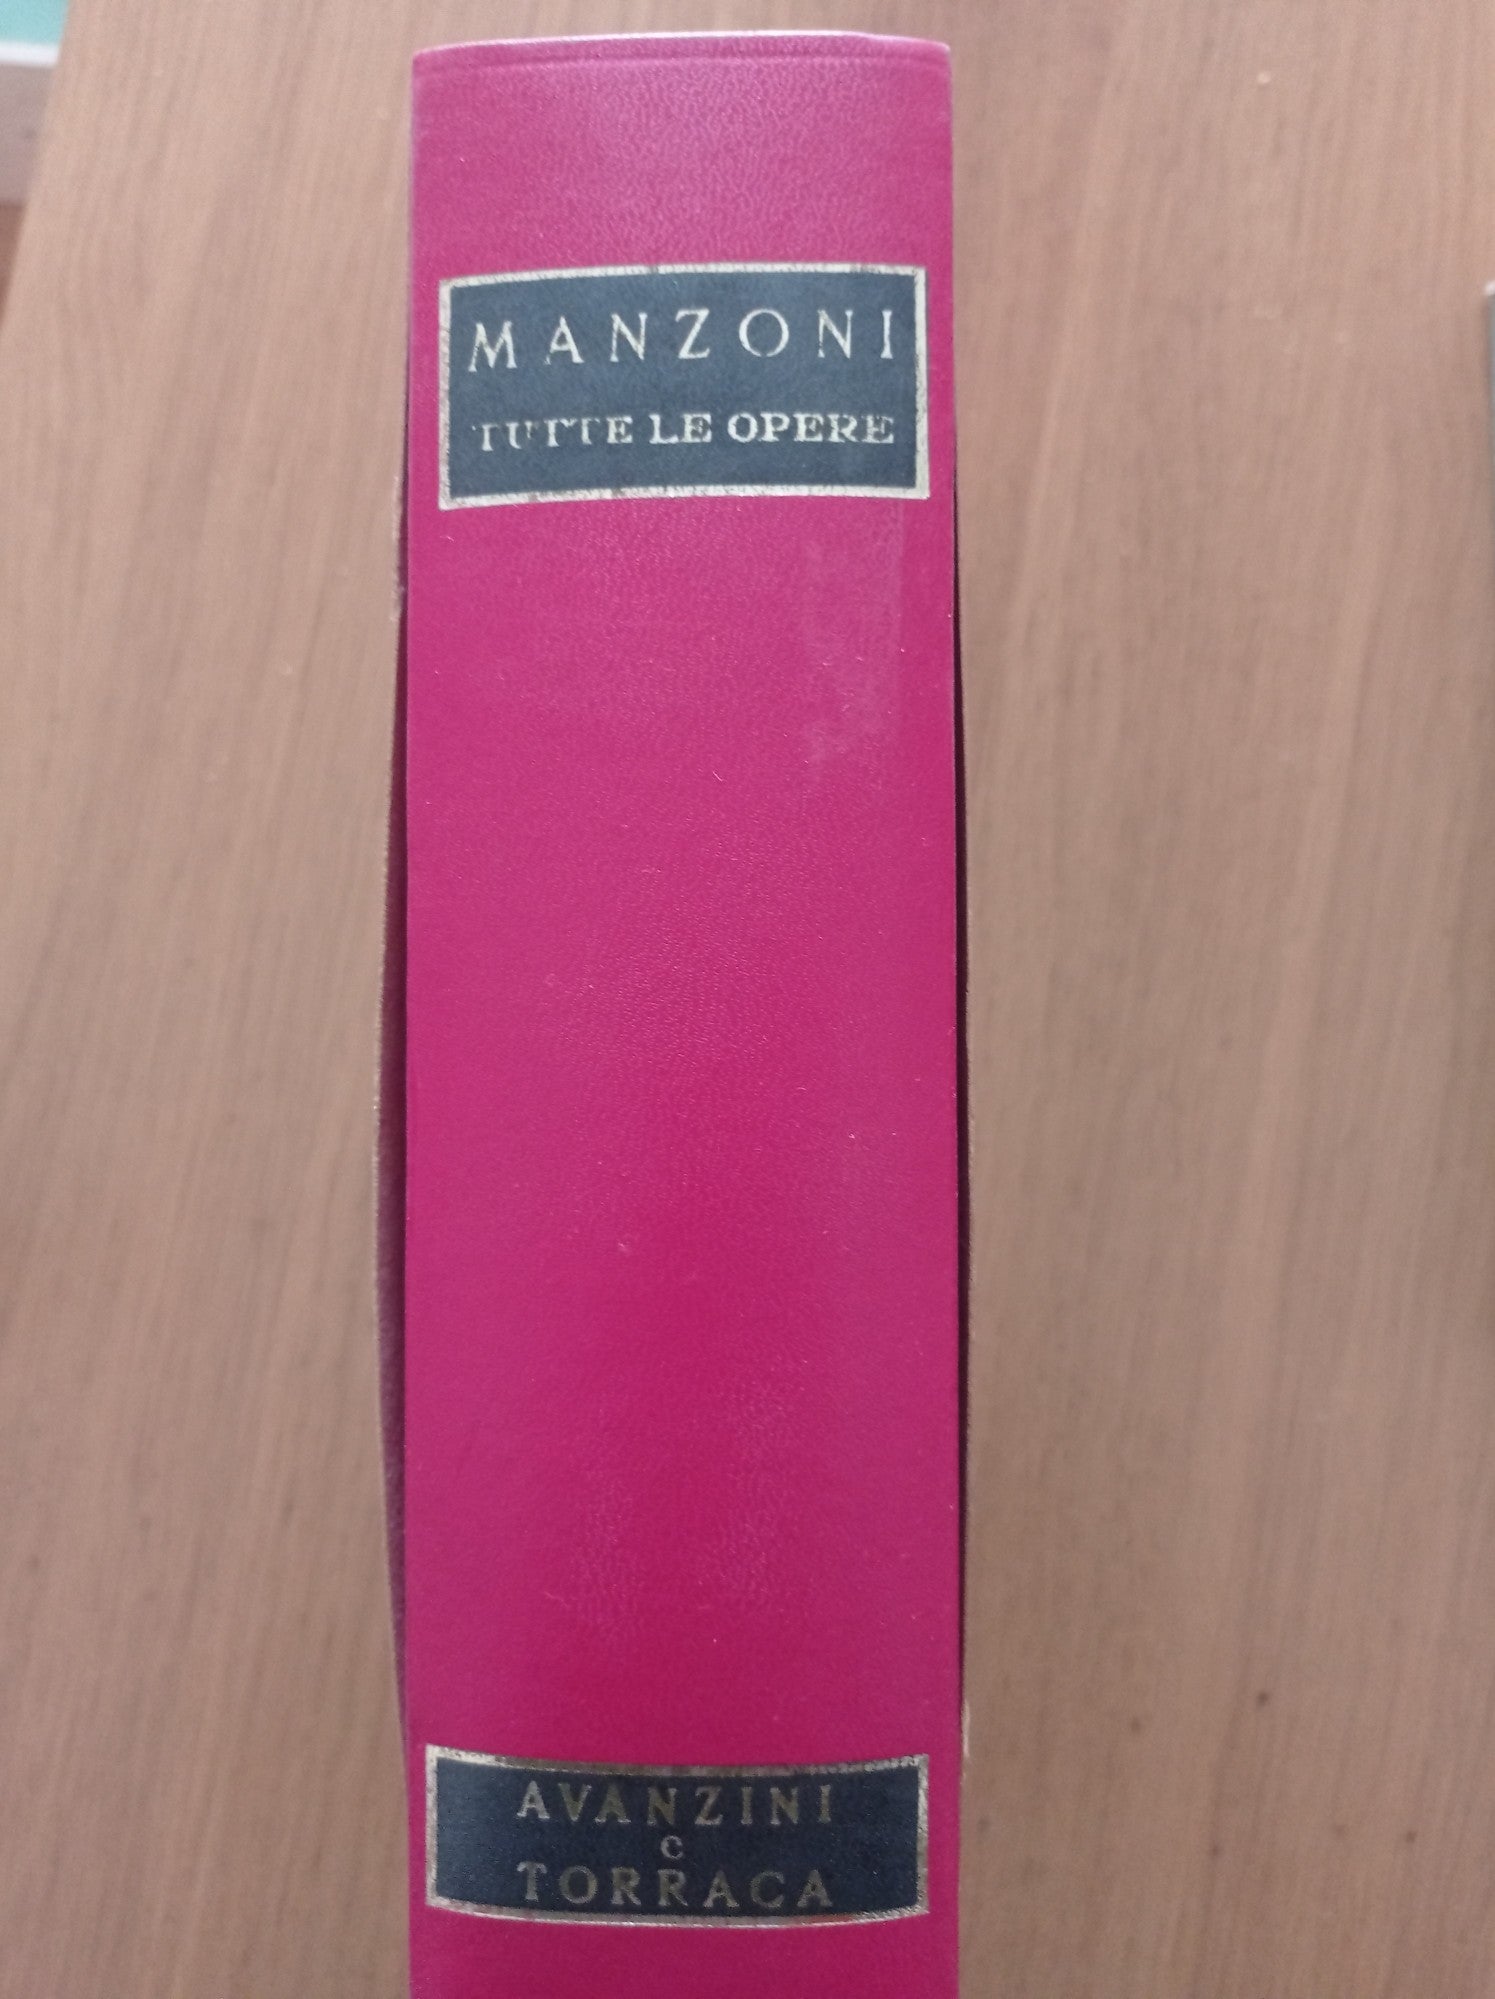 MANZONI
TUTTE LE OPERE
AVANZINI
e
TORRACA